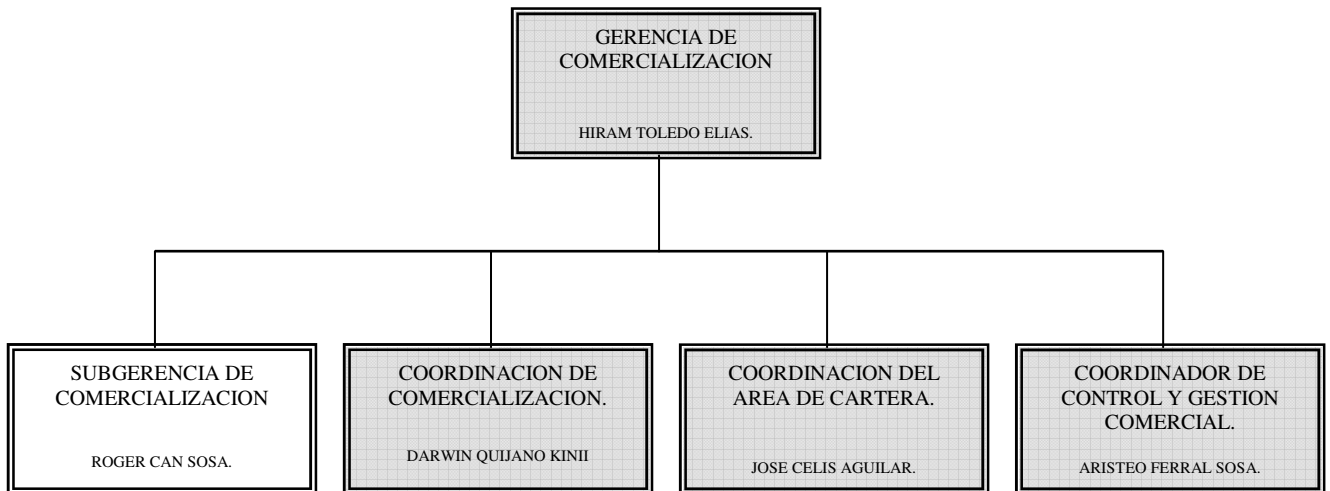 GERENCIA DE
COMERCIALIZACION
HIRAM TOLEDO ELIAS.
SUBGERENCIA DE
COMERCIALIZACION
ROGER CAN SOSA.
COORDINACION DE
COMERCIALIZACION.
DARWIN QUIJANO KINII
COORDINACION DEL
AREA DE CARTERA.
JOSE CELIS AGUILAR.
COORDINADOR DE
CONTROL Y GESTION
COMERCIAL.
ARISTEO FERRAL SOSA.